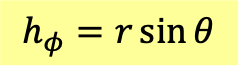 h_ϕ = r sin θ